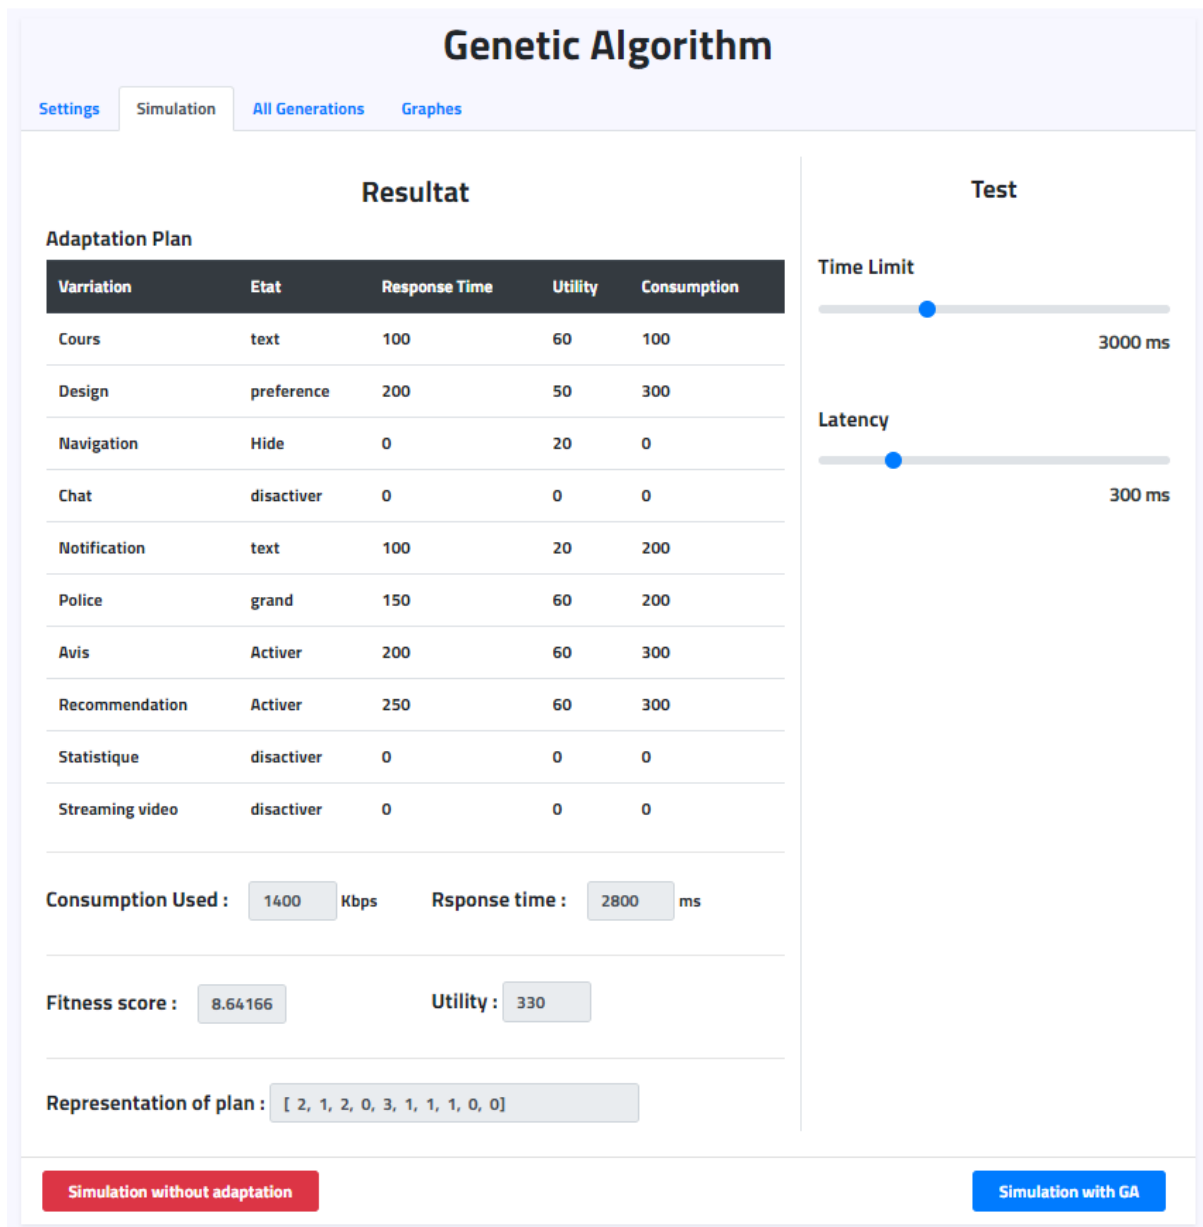 Genetic Algorithm
Settings Simulation All Generations Graphes
Resultat
Adaptation Plan
Varriation Etat Response Time Utility Consumption
Cours text 100 60 100
Design preference 200 50 300
Navigation Hide 0 20 0
Chat disactiver 0 0 0
Notification text 100 20 200
Police grand 150 60 200
Avis Activer 200 60 300
Recommendation Activer 250 60 300
Statistique disactiver 0 0 0
Streaming video disactiver 0 0 0
Consumption Used : 1400 Kbps Rsponse time : 2800 ms
Fitness score : 8.64166 Utility : 330
Representation of plan : [ 2, 1, 2, 0, 3, 1, 1, 1, 0, 0]
Test
Time Limit
3000 ms
Latency
300 ms
Simulation without adaptation Simulation with GA